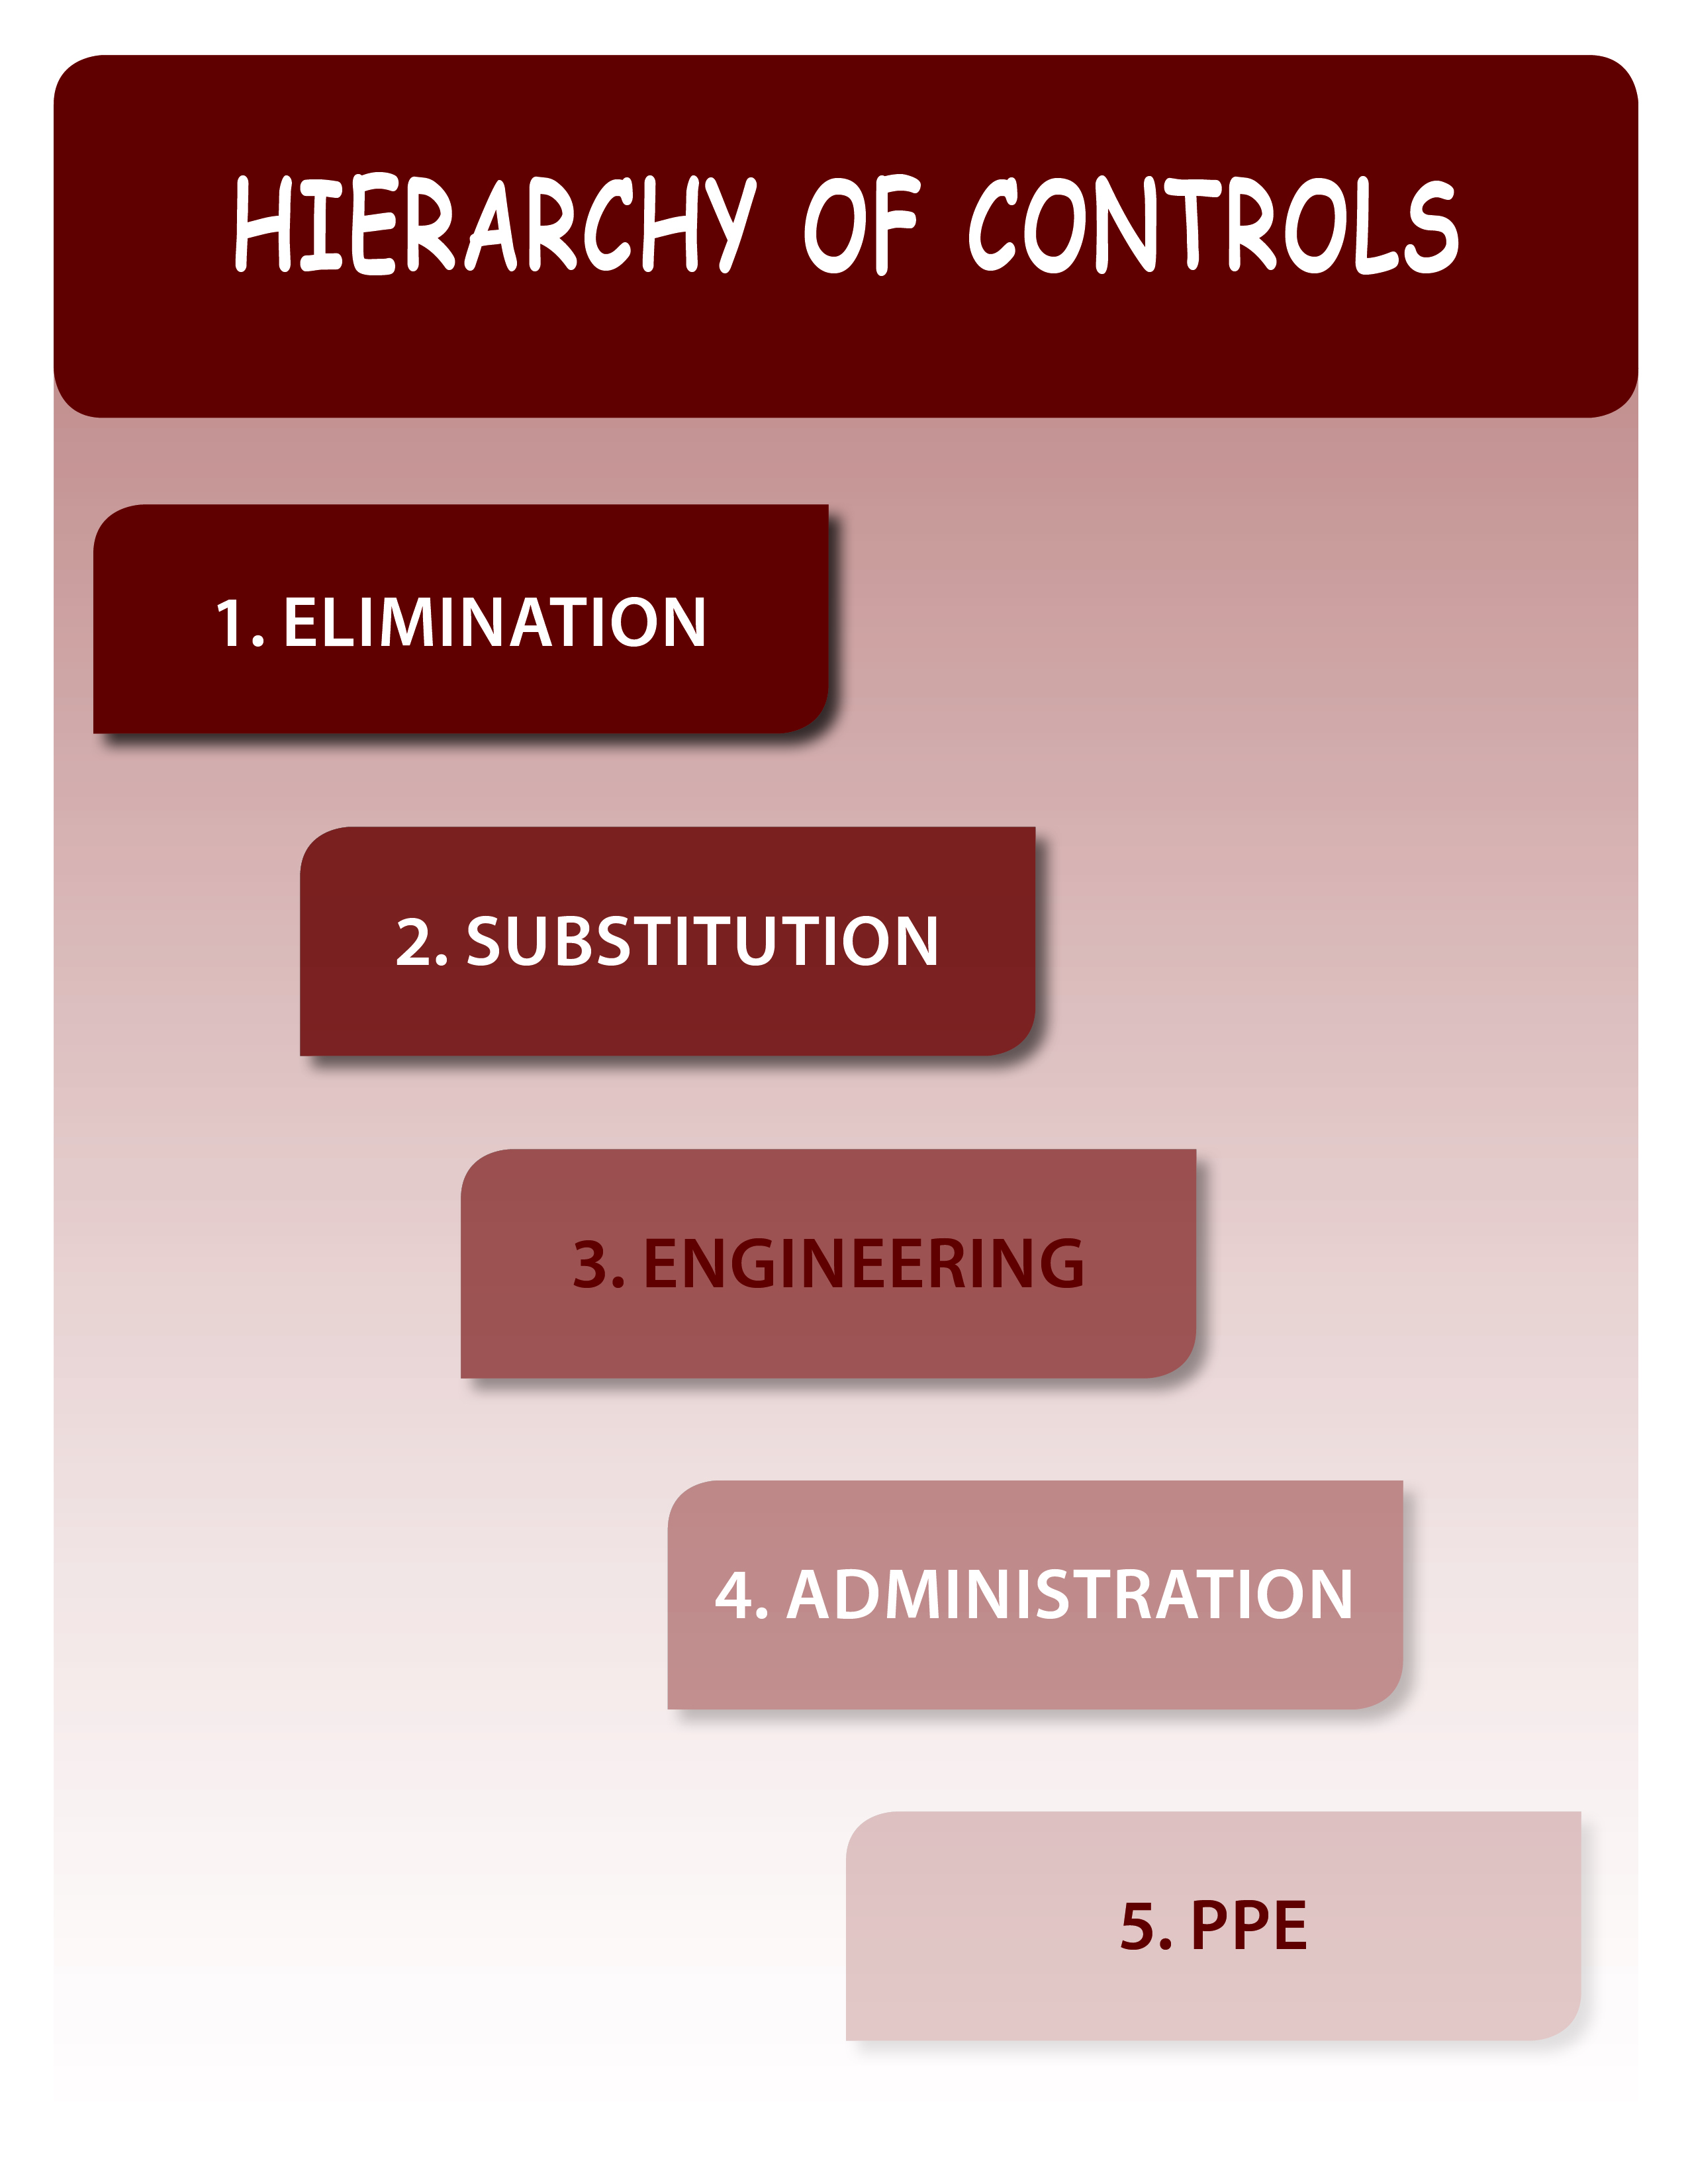 HIERARCHY OF CONTROLS
1. ELIMINATION
2. SUBSTITUTION
3. ENGINEERING
4. ADMINISTRATION
5. PPE